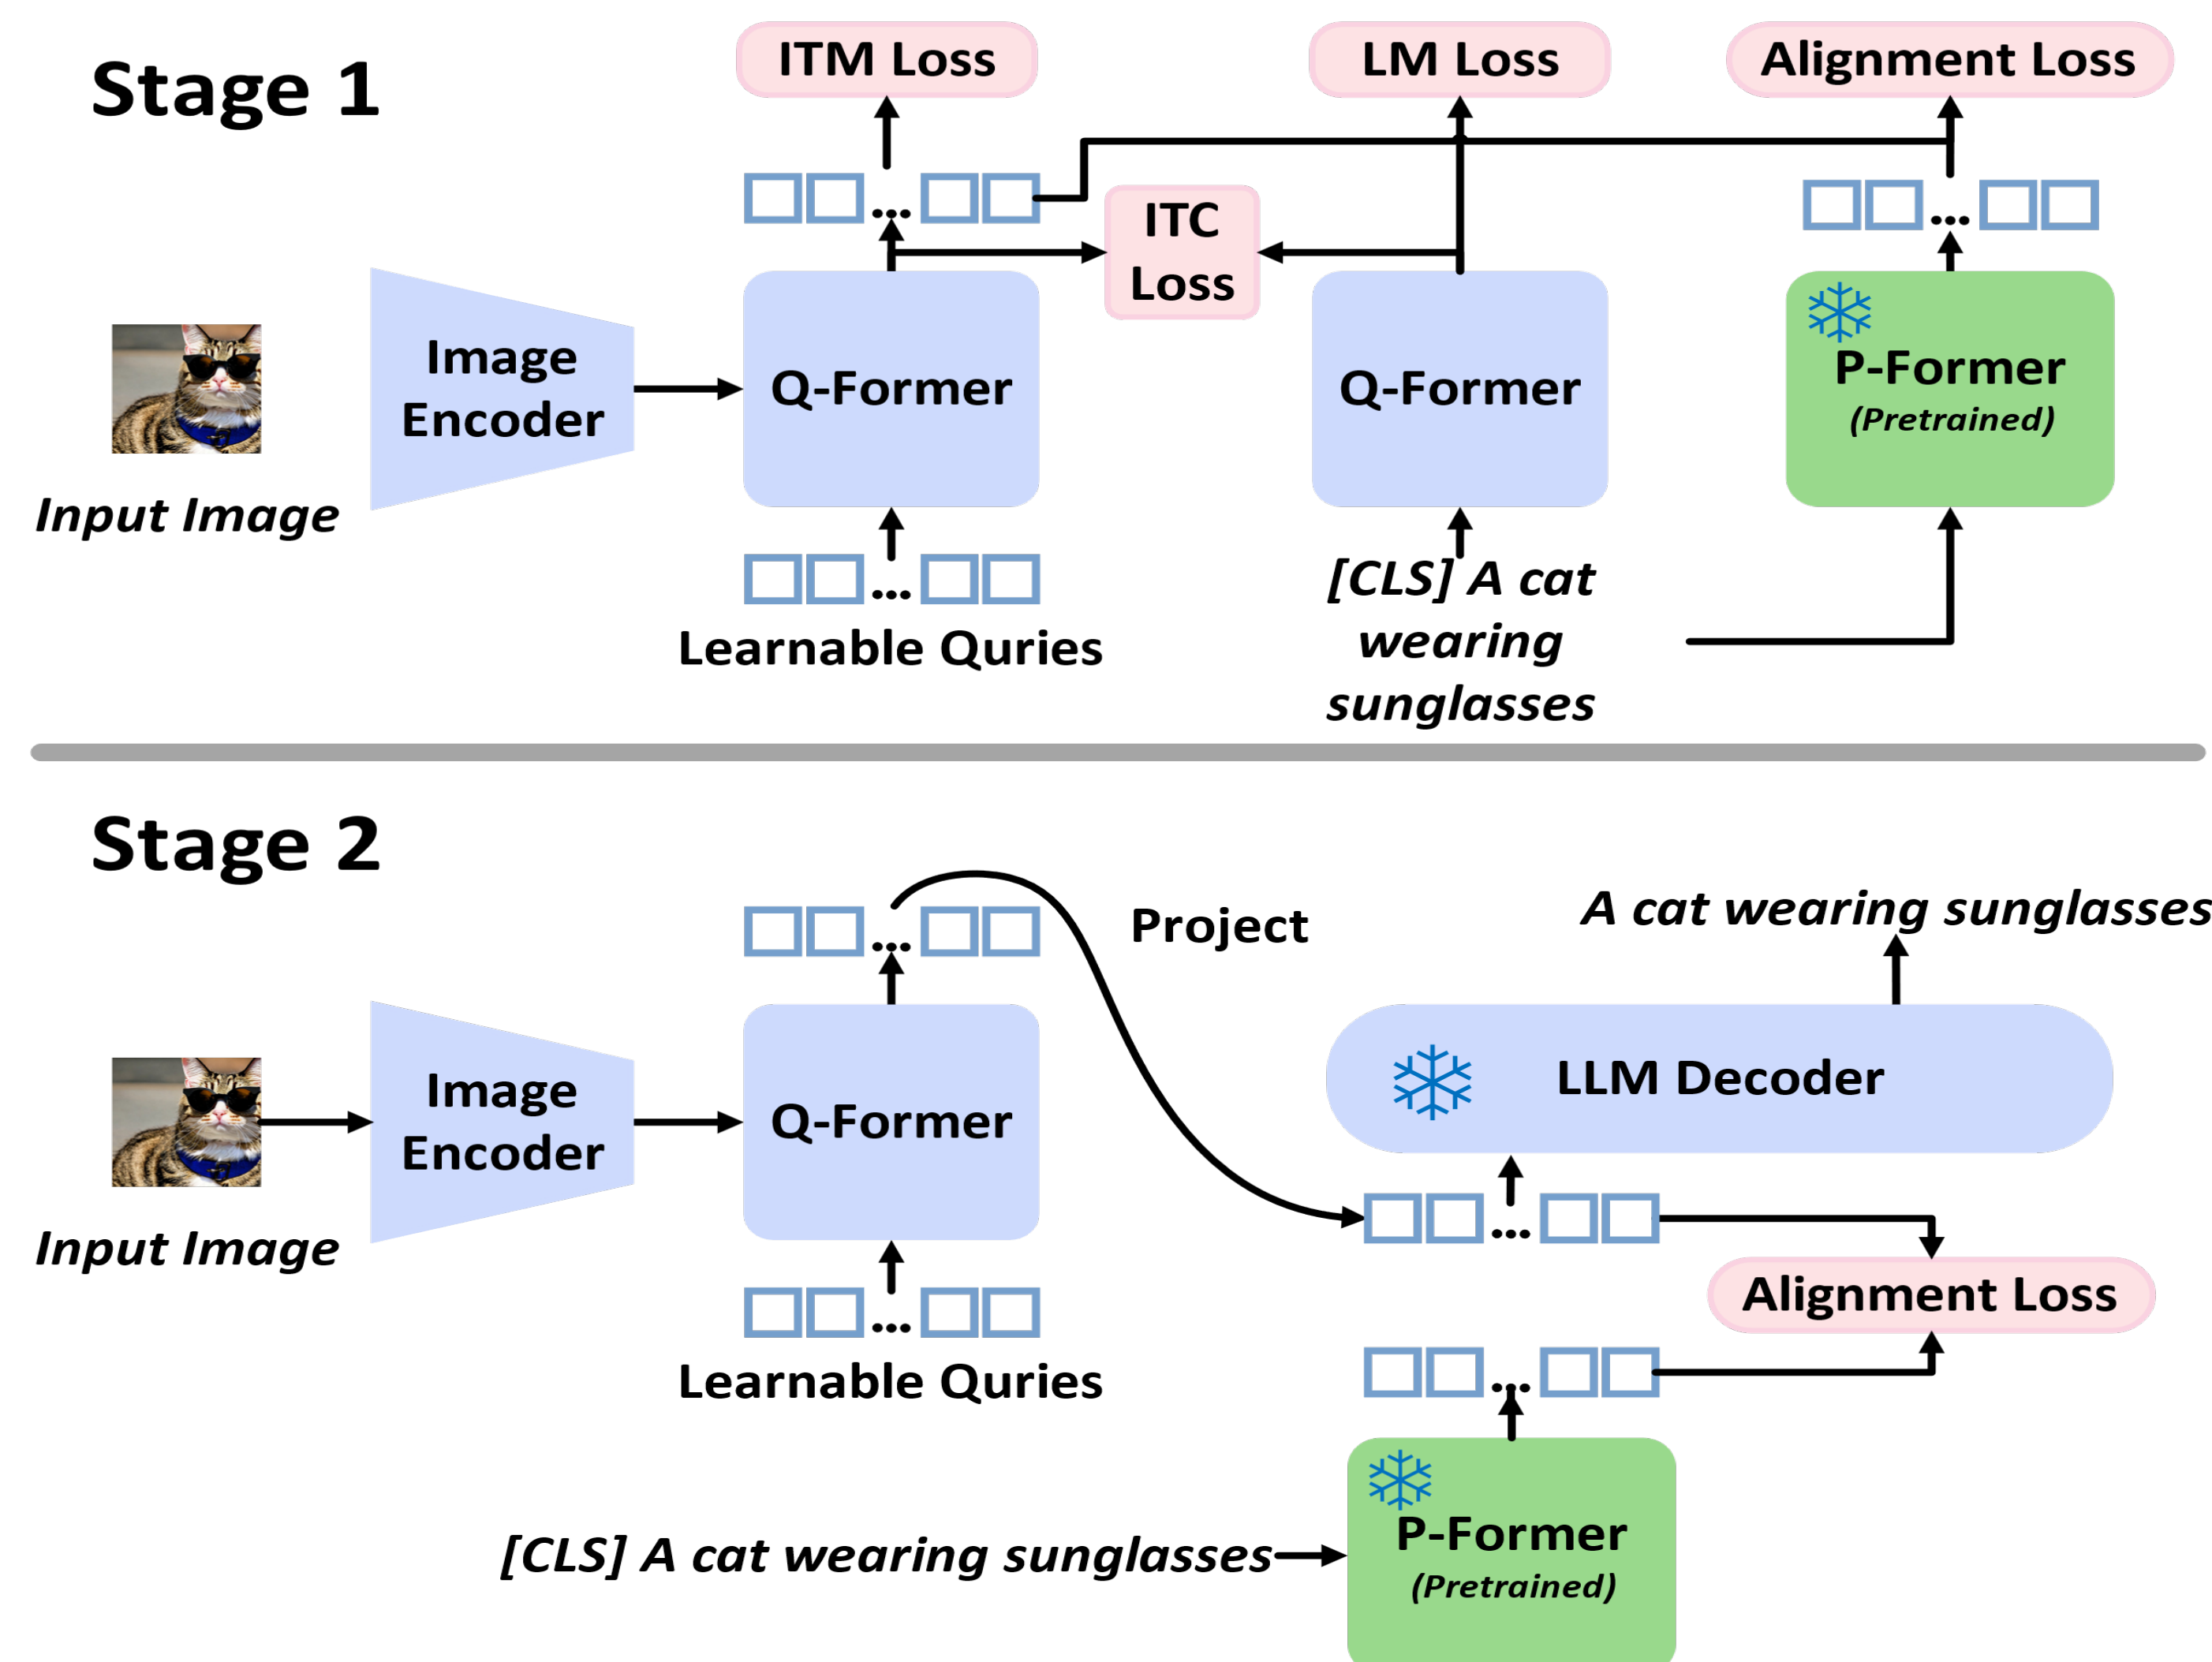 Stage 1
ITM Loss
LM Loss
Alignment Loss
ITC
Loss
Image
Encoder
Q-Former
Q-Former
P-Former
(Pretrained)
Input Image
[CLS] A cat
wearing
sunglasses
Learnable Quries
Stage 2
Project
A cat wearing sunglasses
Image
Encoder
Q-Former
LLM Decoder
Input Image
Alignment Loss
Learnable Quries
[CLS] A cat wearing sunglasses
P-Former
(Pretrained)